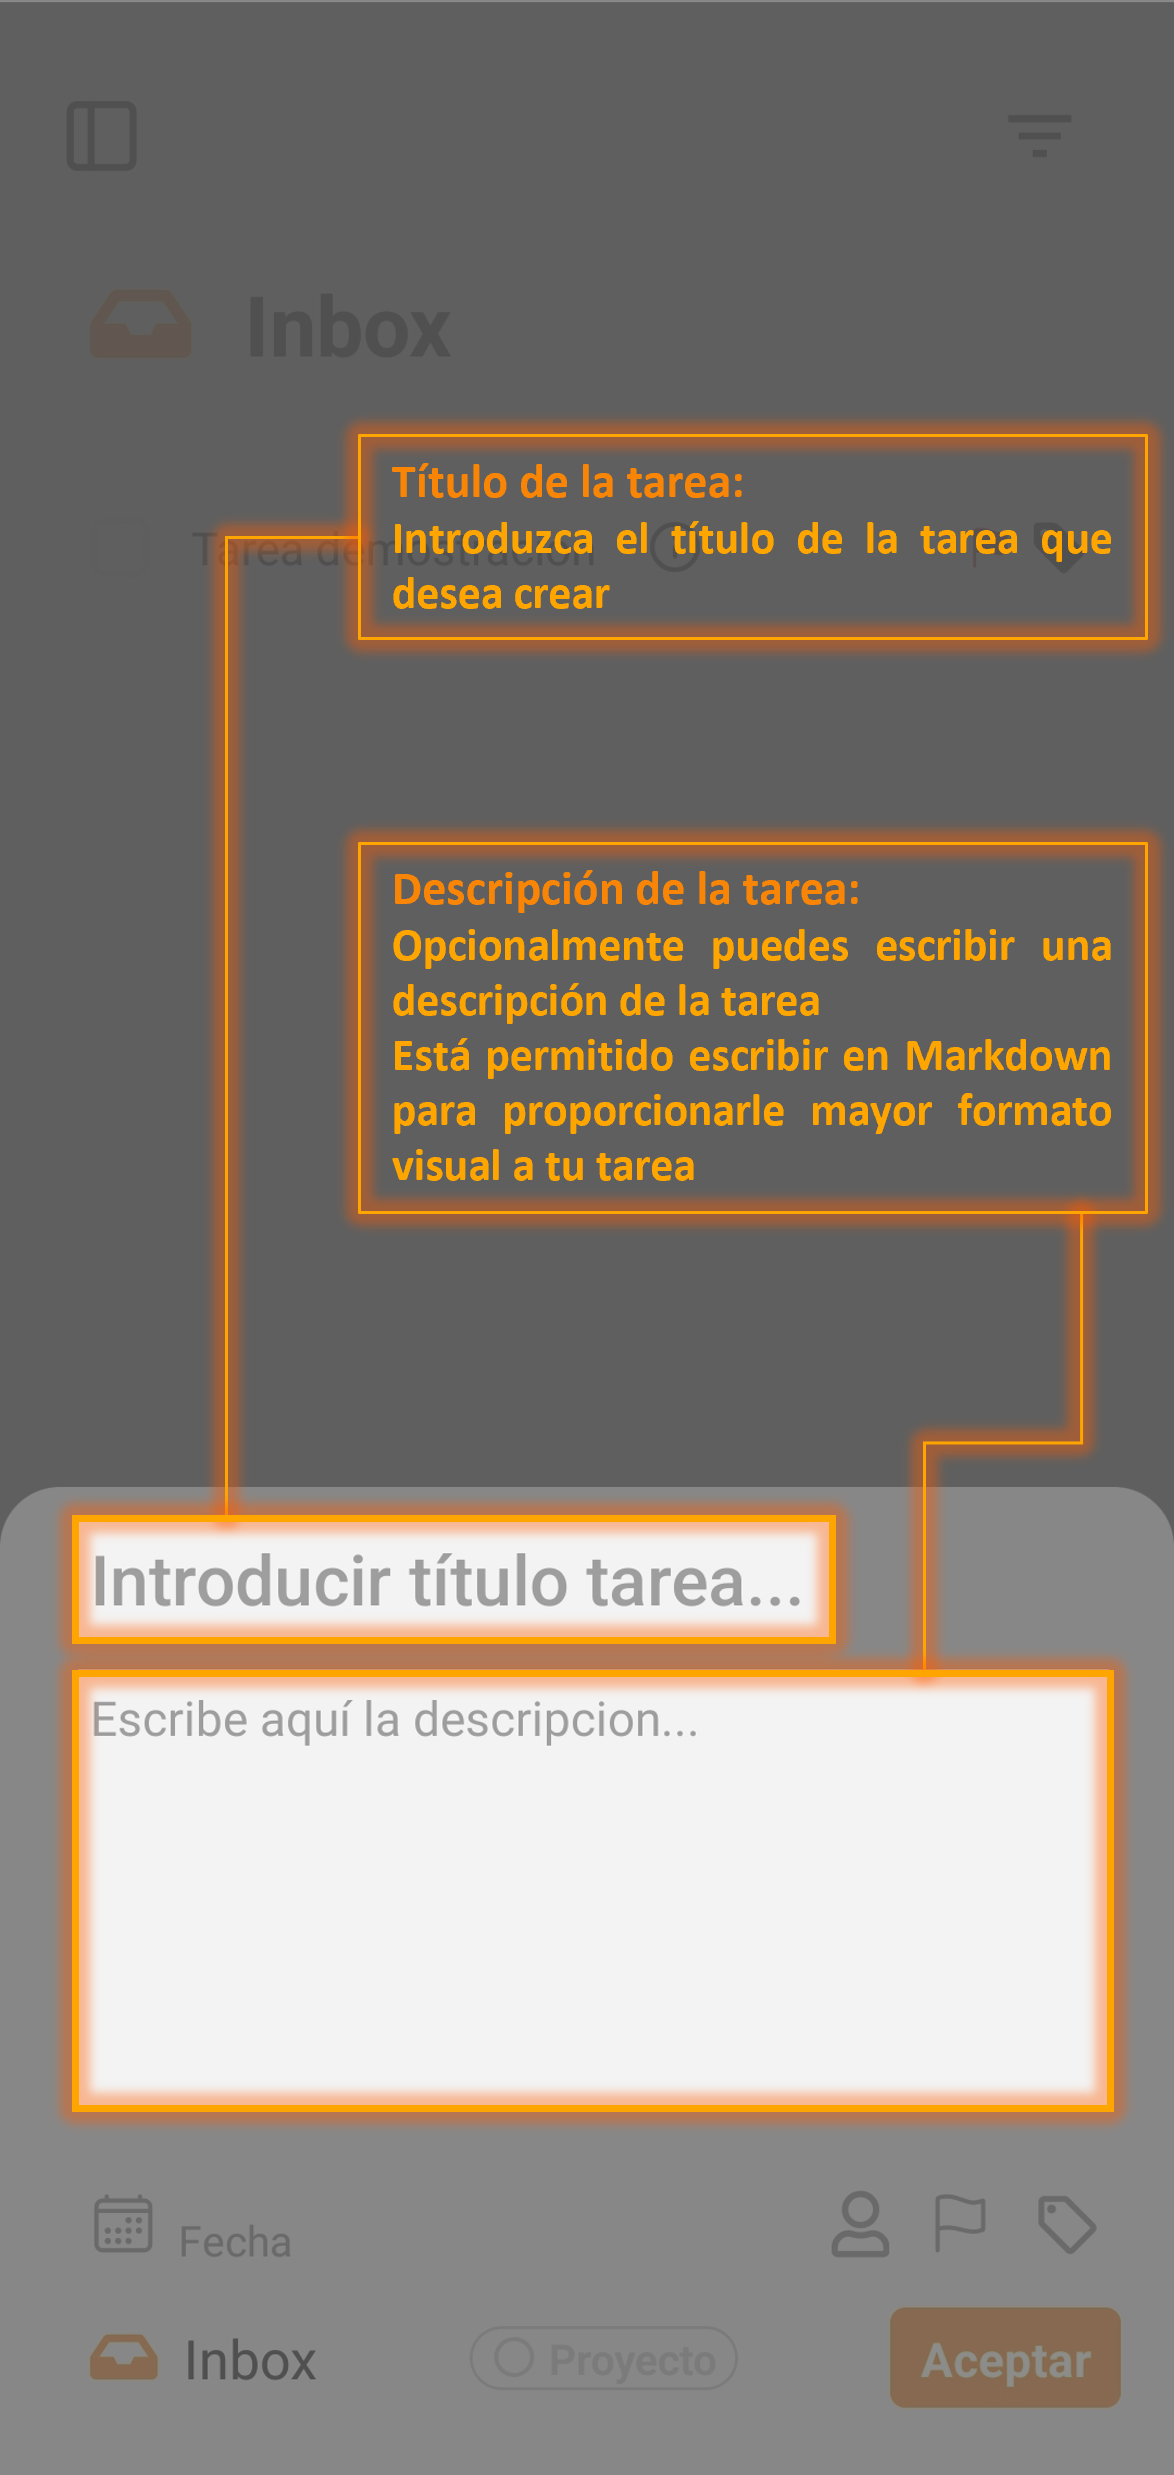 Inbox
Título de la tarea:
Tarea demostración
Introduzca el título de la tarea que
desea crear
Descripción de la tarea:
Opcionalmente puedes escribir una
descripción de la tarea
Está permitido escribir en Markdown
para proporcionarle mayor formato
visual a tu tarea
Introducir título tarea...
Escribe aquí la descripcion...
Fecha
Inbox
Proyecto
Aceptar